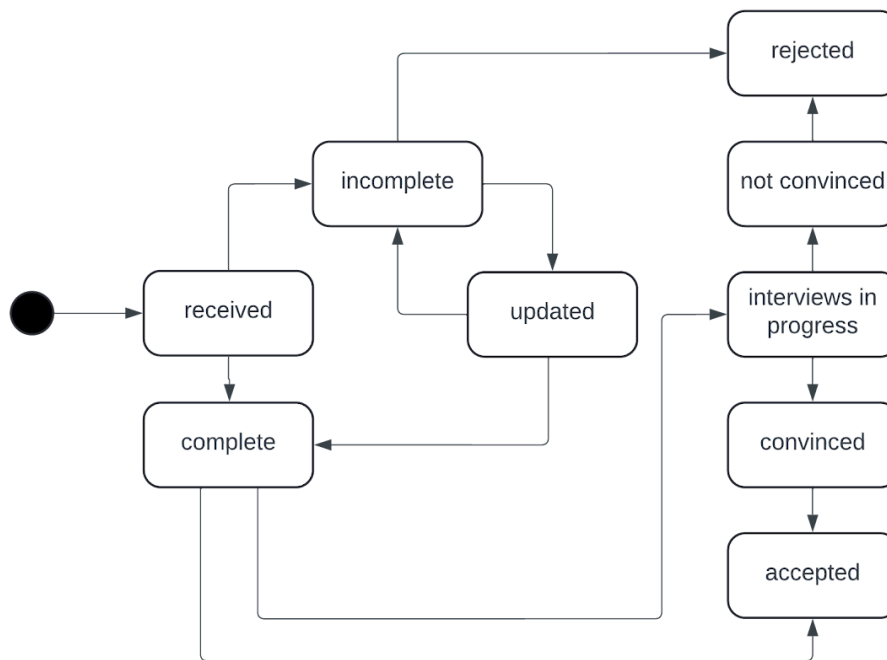 rejected
incomplete
not convinced
received
updated
interviews in
progress
complete
convinced
accepted